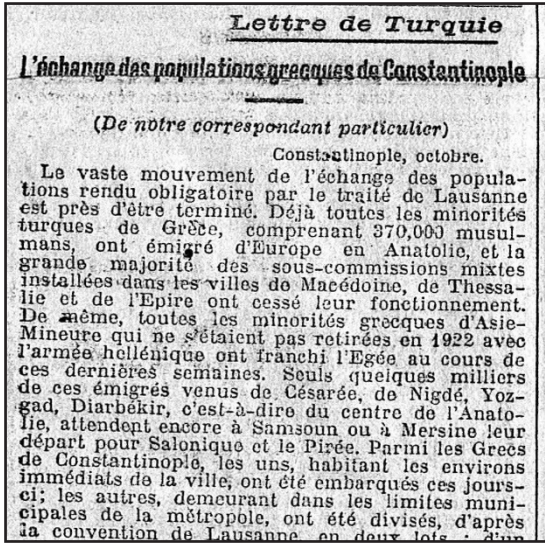 Lettre de Turquie
L'échange des populations grecques de Constantinople
(De notre correspondant particulier)
Constantinople, octobre.
Le vaste mouvement de l'échange des popula-
tions rendu obligatoire par le traité de Lausanne
est près d'être terminé. Déjà toutes les minorités
turques de Grèce, comprenant 370,000 musul-
mans, ont émigré d'Europe en Anatolie, et la
grande majorité des sous-commissions mixtes
installées dans les villes de Macédoine, de Thessa-
lie et de l'Epire ont cessé leur fonctionnement.
De même, toutes les minorités grecques d'Asie-
Mineure qui ne s'étaient pas retirées en 1922 avec
l'armée hellénique ont franchi l'Egée au cours de
ces dernières semaines. Seuls quelques milliers
de ces émigrés venus de Césarée, de Nigdé, Yoz-
gad, Diarbékir, c'est-à-dire du centre de l'Anato-
lie, attendent encore à Samsoun ou à Mersine leur
départ pour Salonique et le Pirée. Parmi les Grecs
de Constantinople, les uns, habitant les environs
immédiats de la ville, ont été embarqués ces jours-
ci; les autres, demeurant dans les limites muni-
cipales de la métropole, ont été divisés, d'après
la convention de Lausanne, en deux lots : d'un